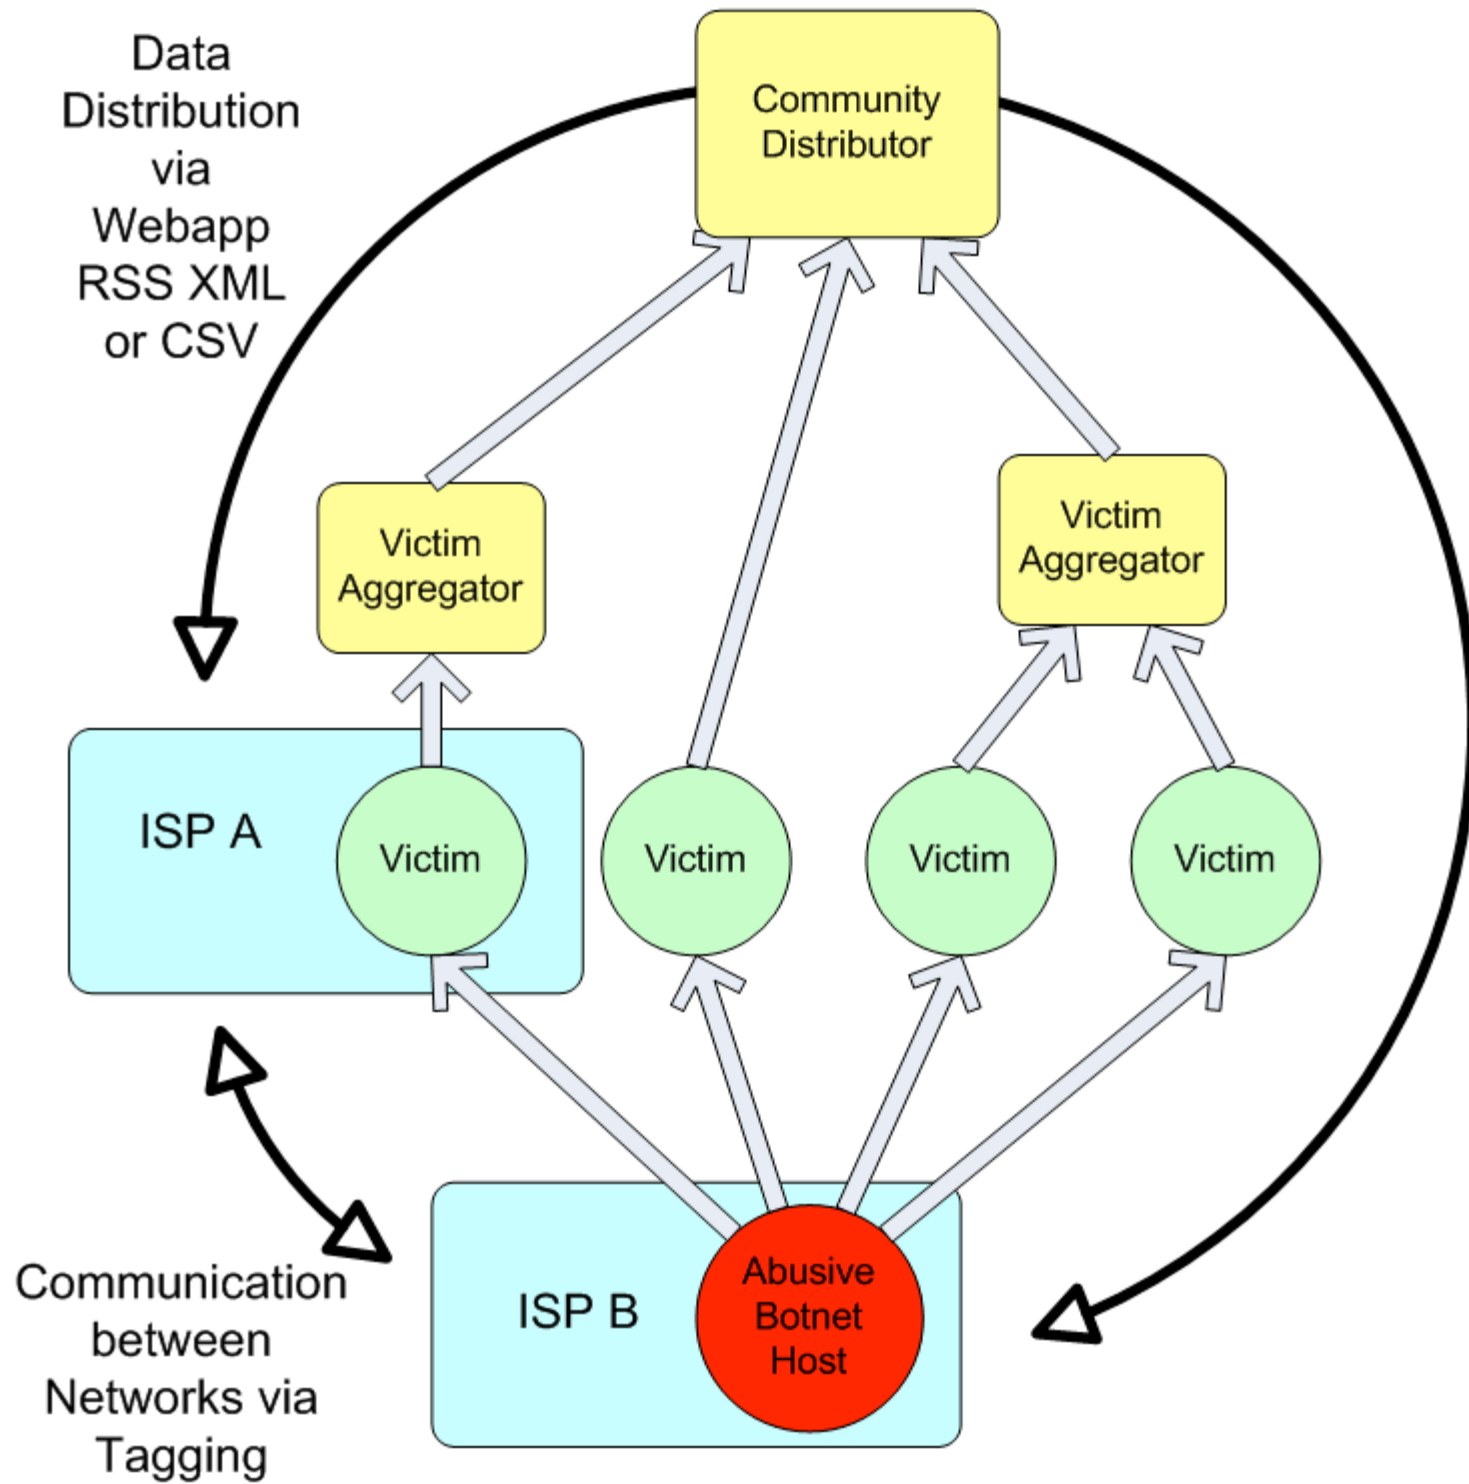 Data
Distribution
via
Webapp
RSS XML
or CSV
Community
Distributor
Victim
Aggregator
Victim
Aggregator
ISP A
Victim
Victim
Victim
Victim
Communication
between
Networks via
Tagging
ISP B
Abusive
Botnet
Host